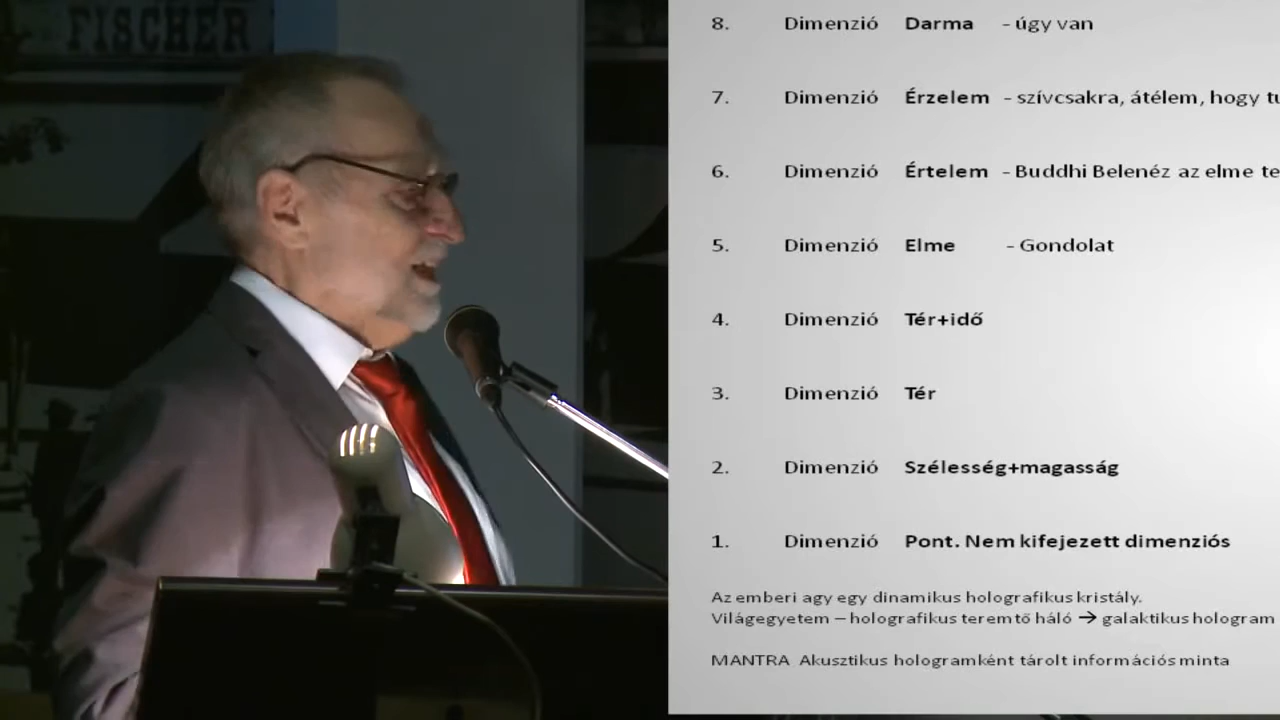 FISCHER
8. Dimenzió Darma - úgy van
7. Dimenzió Érzelem - szívcsakra, átélem, hogy
6. Dimenzió Értelem - Buddhi Belenéz az elme
5. Dimenzió Elme - Gondolat
4. Dimenzió Tér+idő
3. Dimenzió Tér
2. Dimenzió Szélesség+magasság
1. Dimenzió Pont. Nem kifejezett dimenziós
Az emberi agy egy dinamikus holografikus kristály.
Világegyetem – holografikus teremtő háló → galaktikus hologram
MANTRA Akusztikus hologramként tárolt információs minta